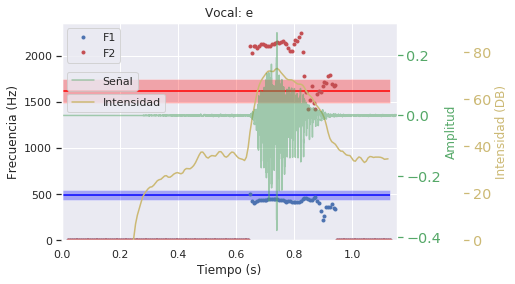 Vocal: e
F1
F2
Señal
Intensidad
Frecuencia (Hz)
2000
1500
1000
500
0
0.0 0.2 0.4 0.6 0.8 1.0
Tiempo (s)
0.2
0.0
−0.2
−0.4
Amplitud
80
60
40
20
0
Intensidad (DB)